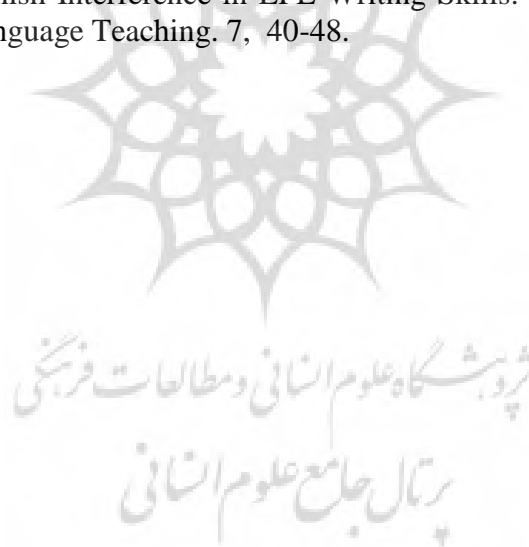 nish Interference in EFL Writing Skills.
nguage Teaching. 7, 40-48.
پژوهشگاه علوم انسانی و مطالعات فرهنگی
پرتال جامع علوم انسانی